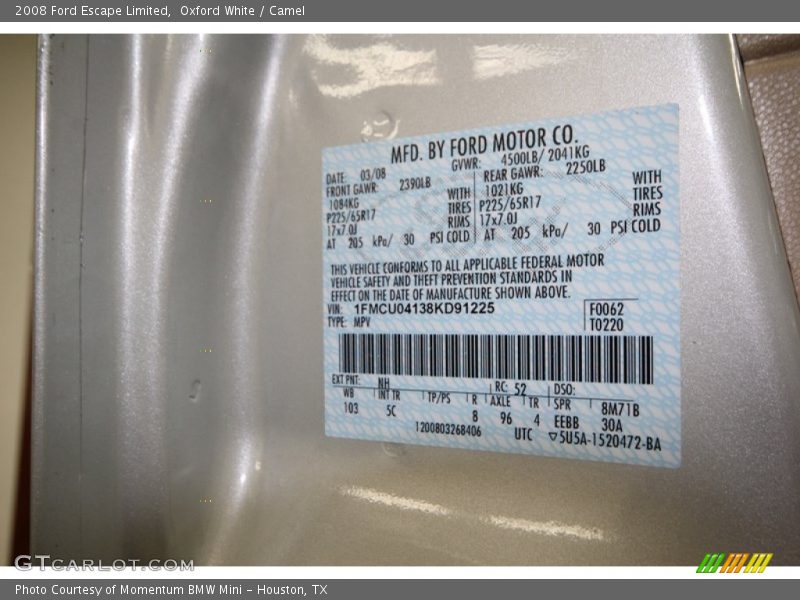 2008 Ford Escape Limited,  Oxford White / Camel
MFD. BY FORD MOTOR CO.
DATE: 03/08 GVWR: 4500LB/ 2041KG
FRONT GAWR: 2390LB REAR GAWR: 2250LB
1084KG WITH 1021KG WITH
P225/65R17 TIRES P225/65R17 TIRES
17x7.0J RIMS 17x7.0J RIMS
AT 205 kPa/ 30 PSI COLD AT 205 kPa/ 30 PSI COLD
THIS VEHICLE CONFORMS TO ALL APPLICABLE FEDERAL MOTOR
VEHICLE SAFETY AND THEFT PREVENTION STANDARDS IN
EFFECT ON THE DATE OF MANUFACTURE SHOWN ABOVE.
VIN: 1FMCU04138KD91225 F0062
TYPE: MPV T0220
EXT PNT: NH RC: 52 DSO:
WB INT TR TP/PS R AXLE TR SPR 8M71B
103 5C 8 96 4 EEBB 30A
1200803268406 UTC ▽5U5A-1520472-BA
GTCARLOT.COM
Photo Courtesy of Momentum BMW Mini - Houston, TX